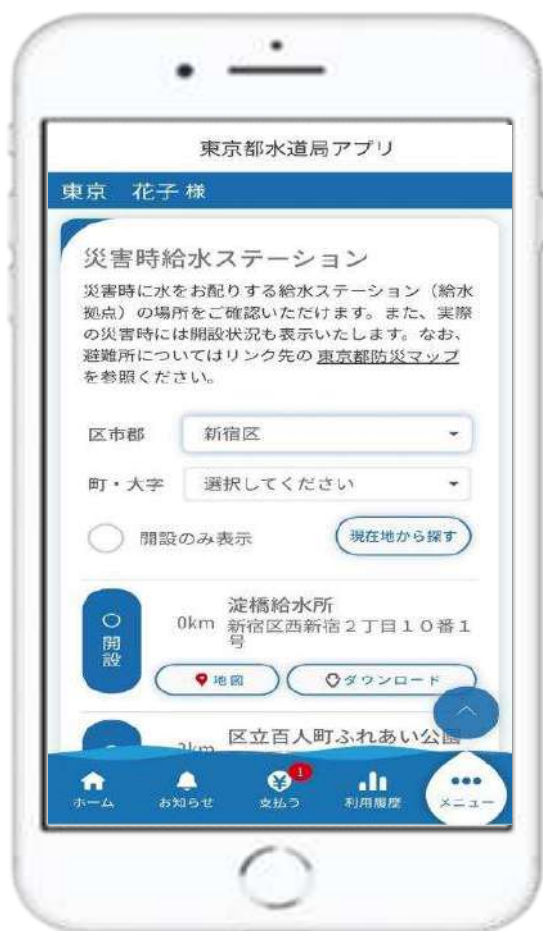 東京都水道局アプリ
東京 花子 様
災害時給水ステーション
災害時に水をお配りする給水ステーション（給水
拠点）の場所をご確認いただけます。また、実際
の災害時には開設状況も表示いたします。なお、
避難所についてはリンク先の 東京都防災マップ
を参照ください。
区市郡 新宿区
町・大字 選択してください
開設のみ表示 現在地から探す
〇開設
0km
淀橋給水所
新宿区西新宿２丁目１０番１
号
地図 ダウンロード
区立百人町ふれあい公園
1
ホーム お知らせ 支払う 利用履歴 メニュー